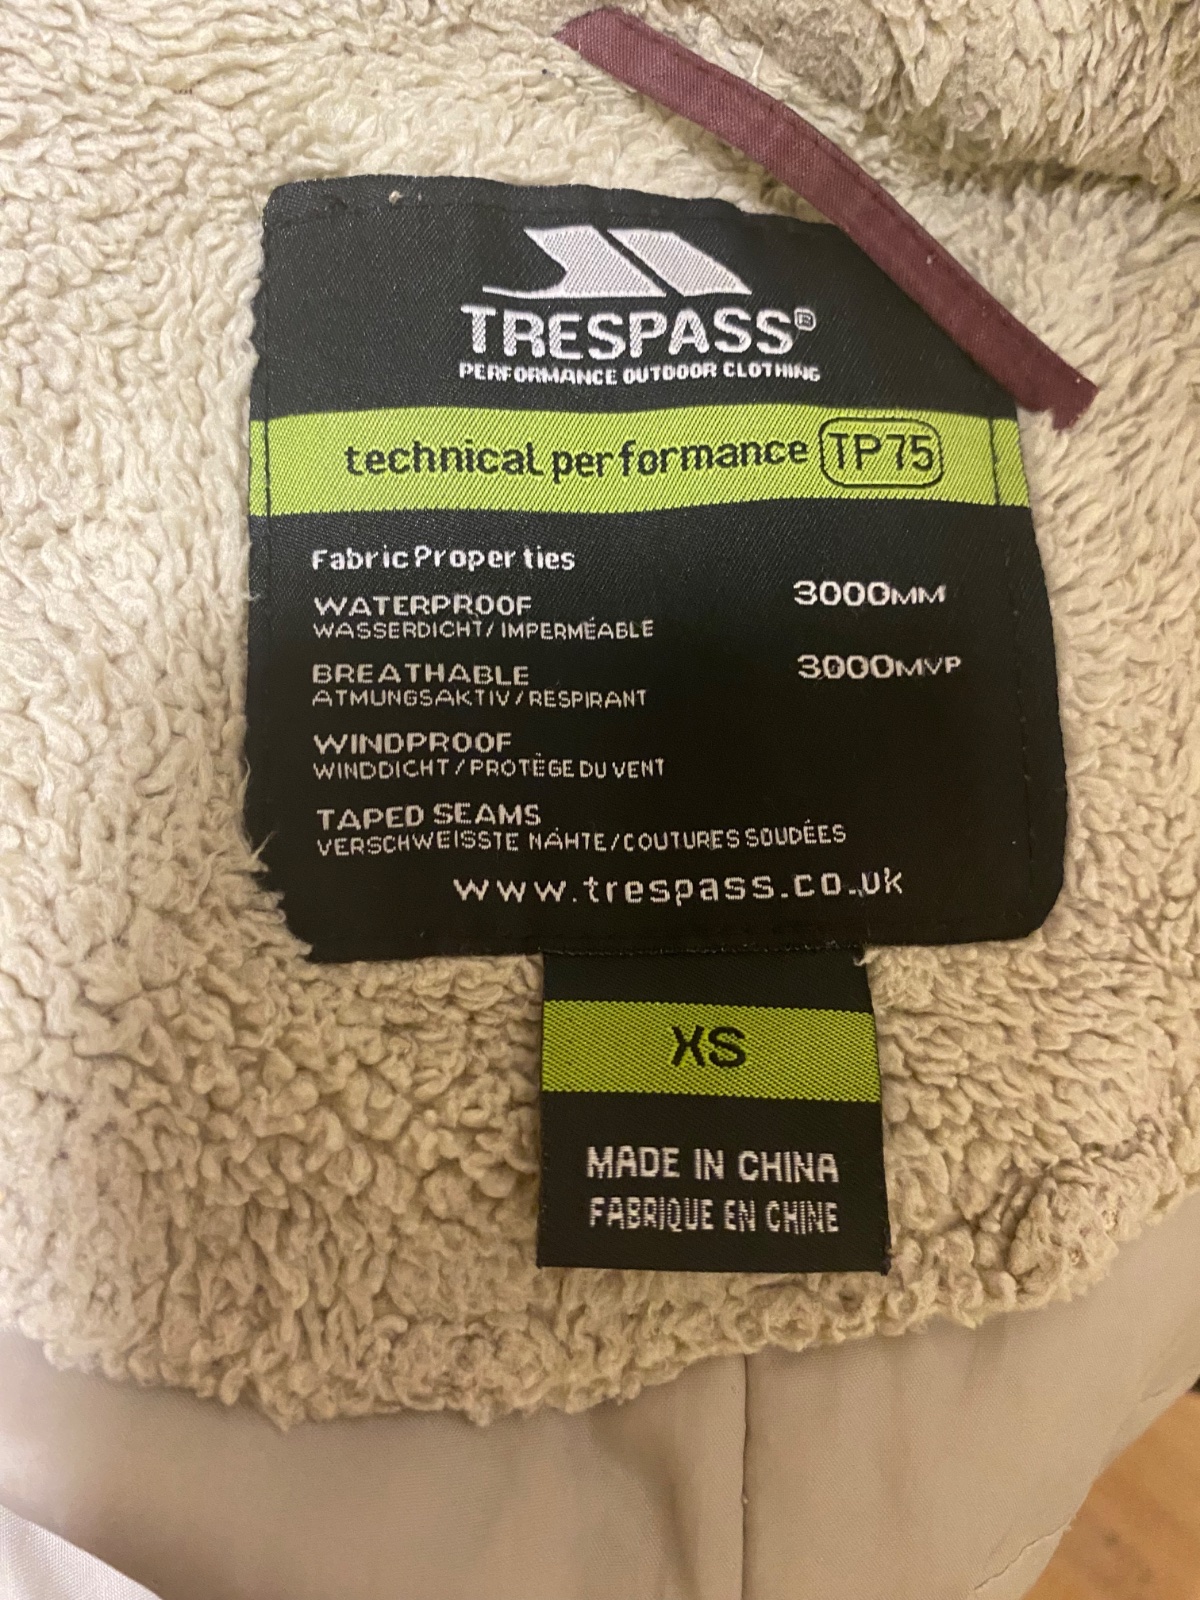 TRESPASS®
PERFORMANCE OUTDOOR CLOTHING
technical performance TP75
Fabric Properties
WATERPROOF 3000MM
WASSERDICHT/IMPERMÉABLE
BREATHABLE 3000MVP
ATMUNGSAKTIV/RESPIRANT
WINDPROOF
WINDDICHT/PROTÈGE DU VENT
TAPED SEAMS
VERSCHWEISSTE NÄHTE/COUTURES SOUDÉES
www.trespass.co.uk
XS
MADE IN CHINA
FABRIQUE EN CHINE